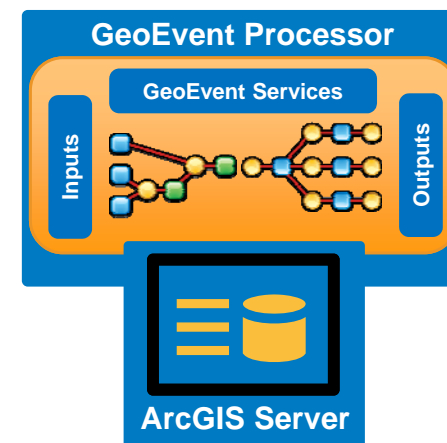 GeoEvent Processor
GeoEvent Services
Inputs
Outputs
ArcGIS Server